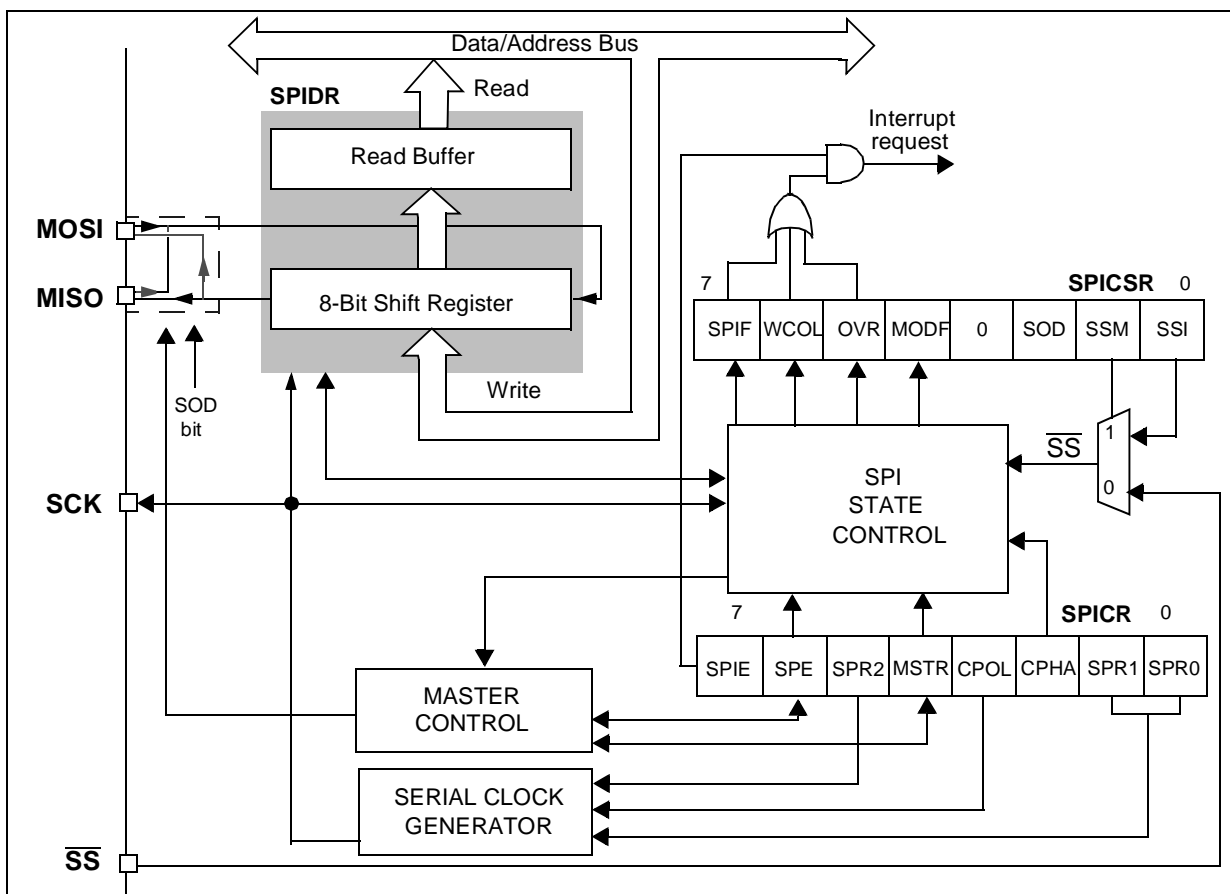 Data/Address Bus
SPIDR
Read
Read Buffer
Interrupt
request
MOSI
MISO
8-Bit Shift Register
Write
SOD
bit
7
SPICSR
0
SPIF
WCOL
OVR
MODF
0
SOD
SSM
SSI
1
0
SS
SCK
SPI
STATE
CONTROL
7
SPICR
0
SPIE
SPE
SPR2
MSTR
CPOL
CPHA
SPR1
SPR0
MASTER
CONTROL
SERIAL CLOCK
GENERATOR
SS